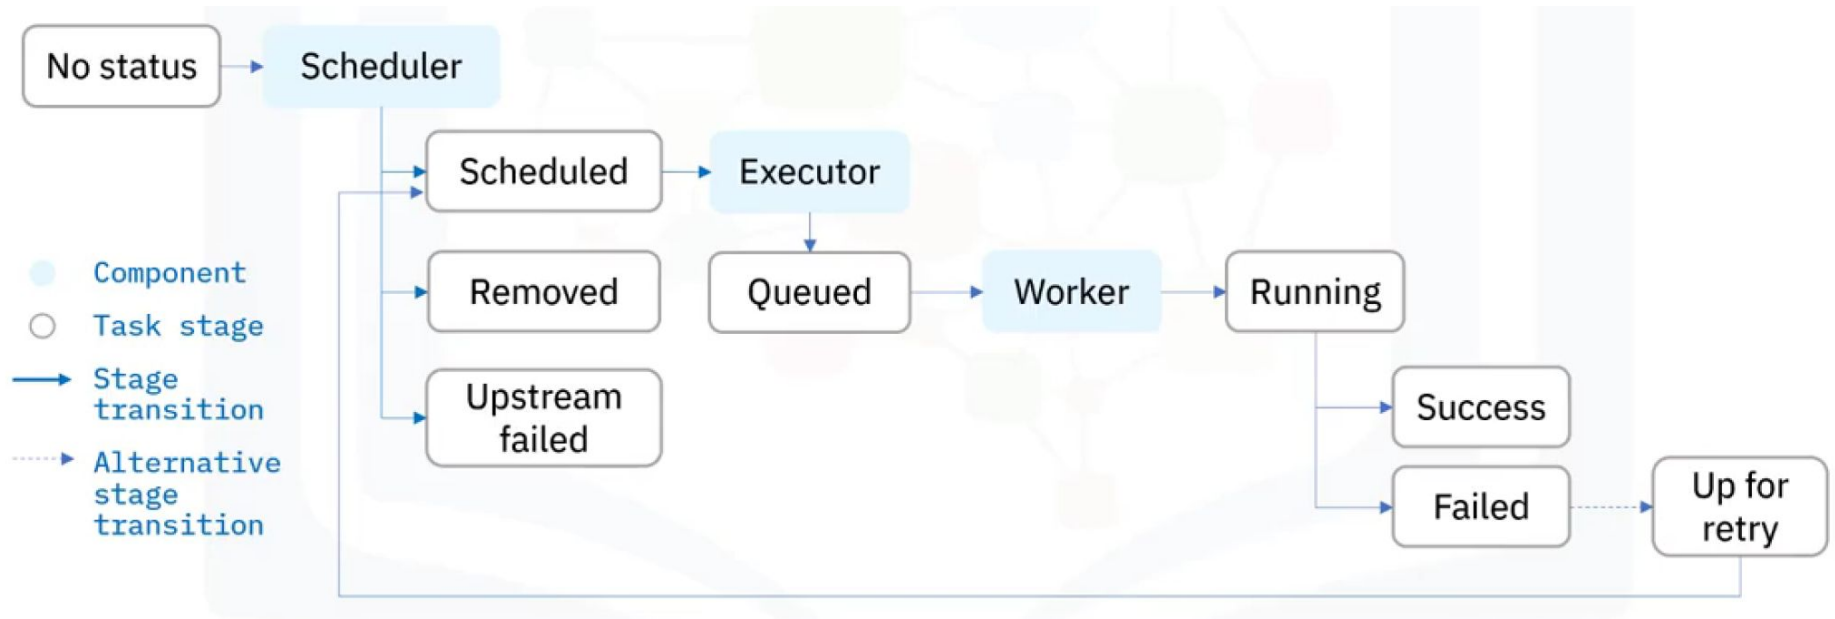 No status
Scheduler
Scheduled
Executor
Removed
Queued
Worker
Running
Upstream
failed
Success
Failed
Up for
retry
Component
Task stage
Stage
transition
Alternative
stage
transition